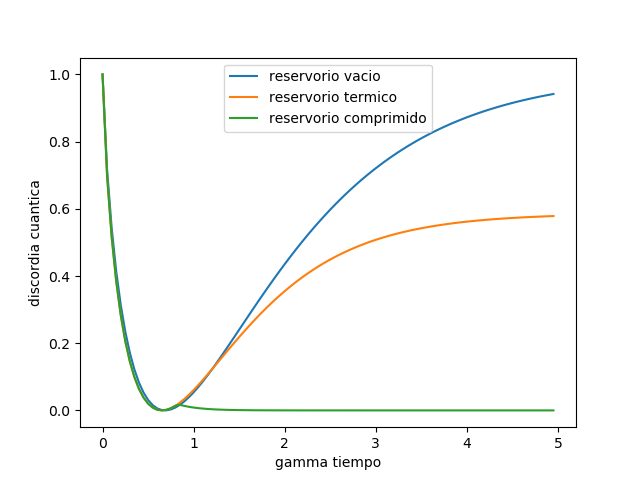 reservorio vacio
reservorio termico
reservorio comprimido
discordia cuantica
1.0
0.8
0.6
0.4
0.2
0.0
0 1 2 3 4 5
gamma tiempo